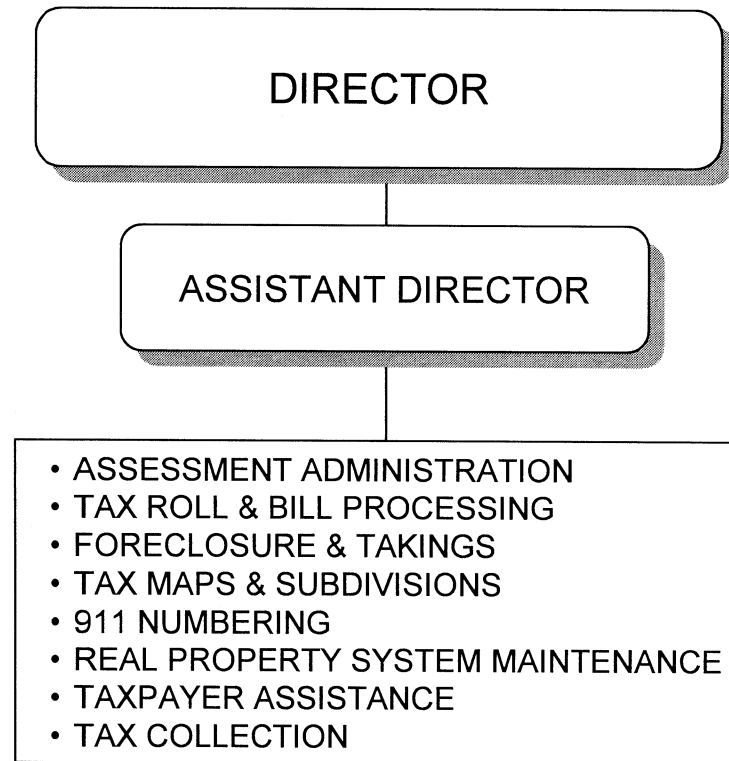 DIRECTOR
ASSISTANT DIRECTOR
• ASSESSMENT ADMINISTRATION
• TAX ROLL & BILL PROCESSING
• FORECLOSURE & TAKINGS
• TAX MAPS & SUBDIVISIONS
• 911 NUMBERING
• REAL PROPERTY SYSTEM MAINTENANCE
• TAXPAYER ASSISTANCE
• TAX COLLECTION